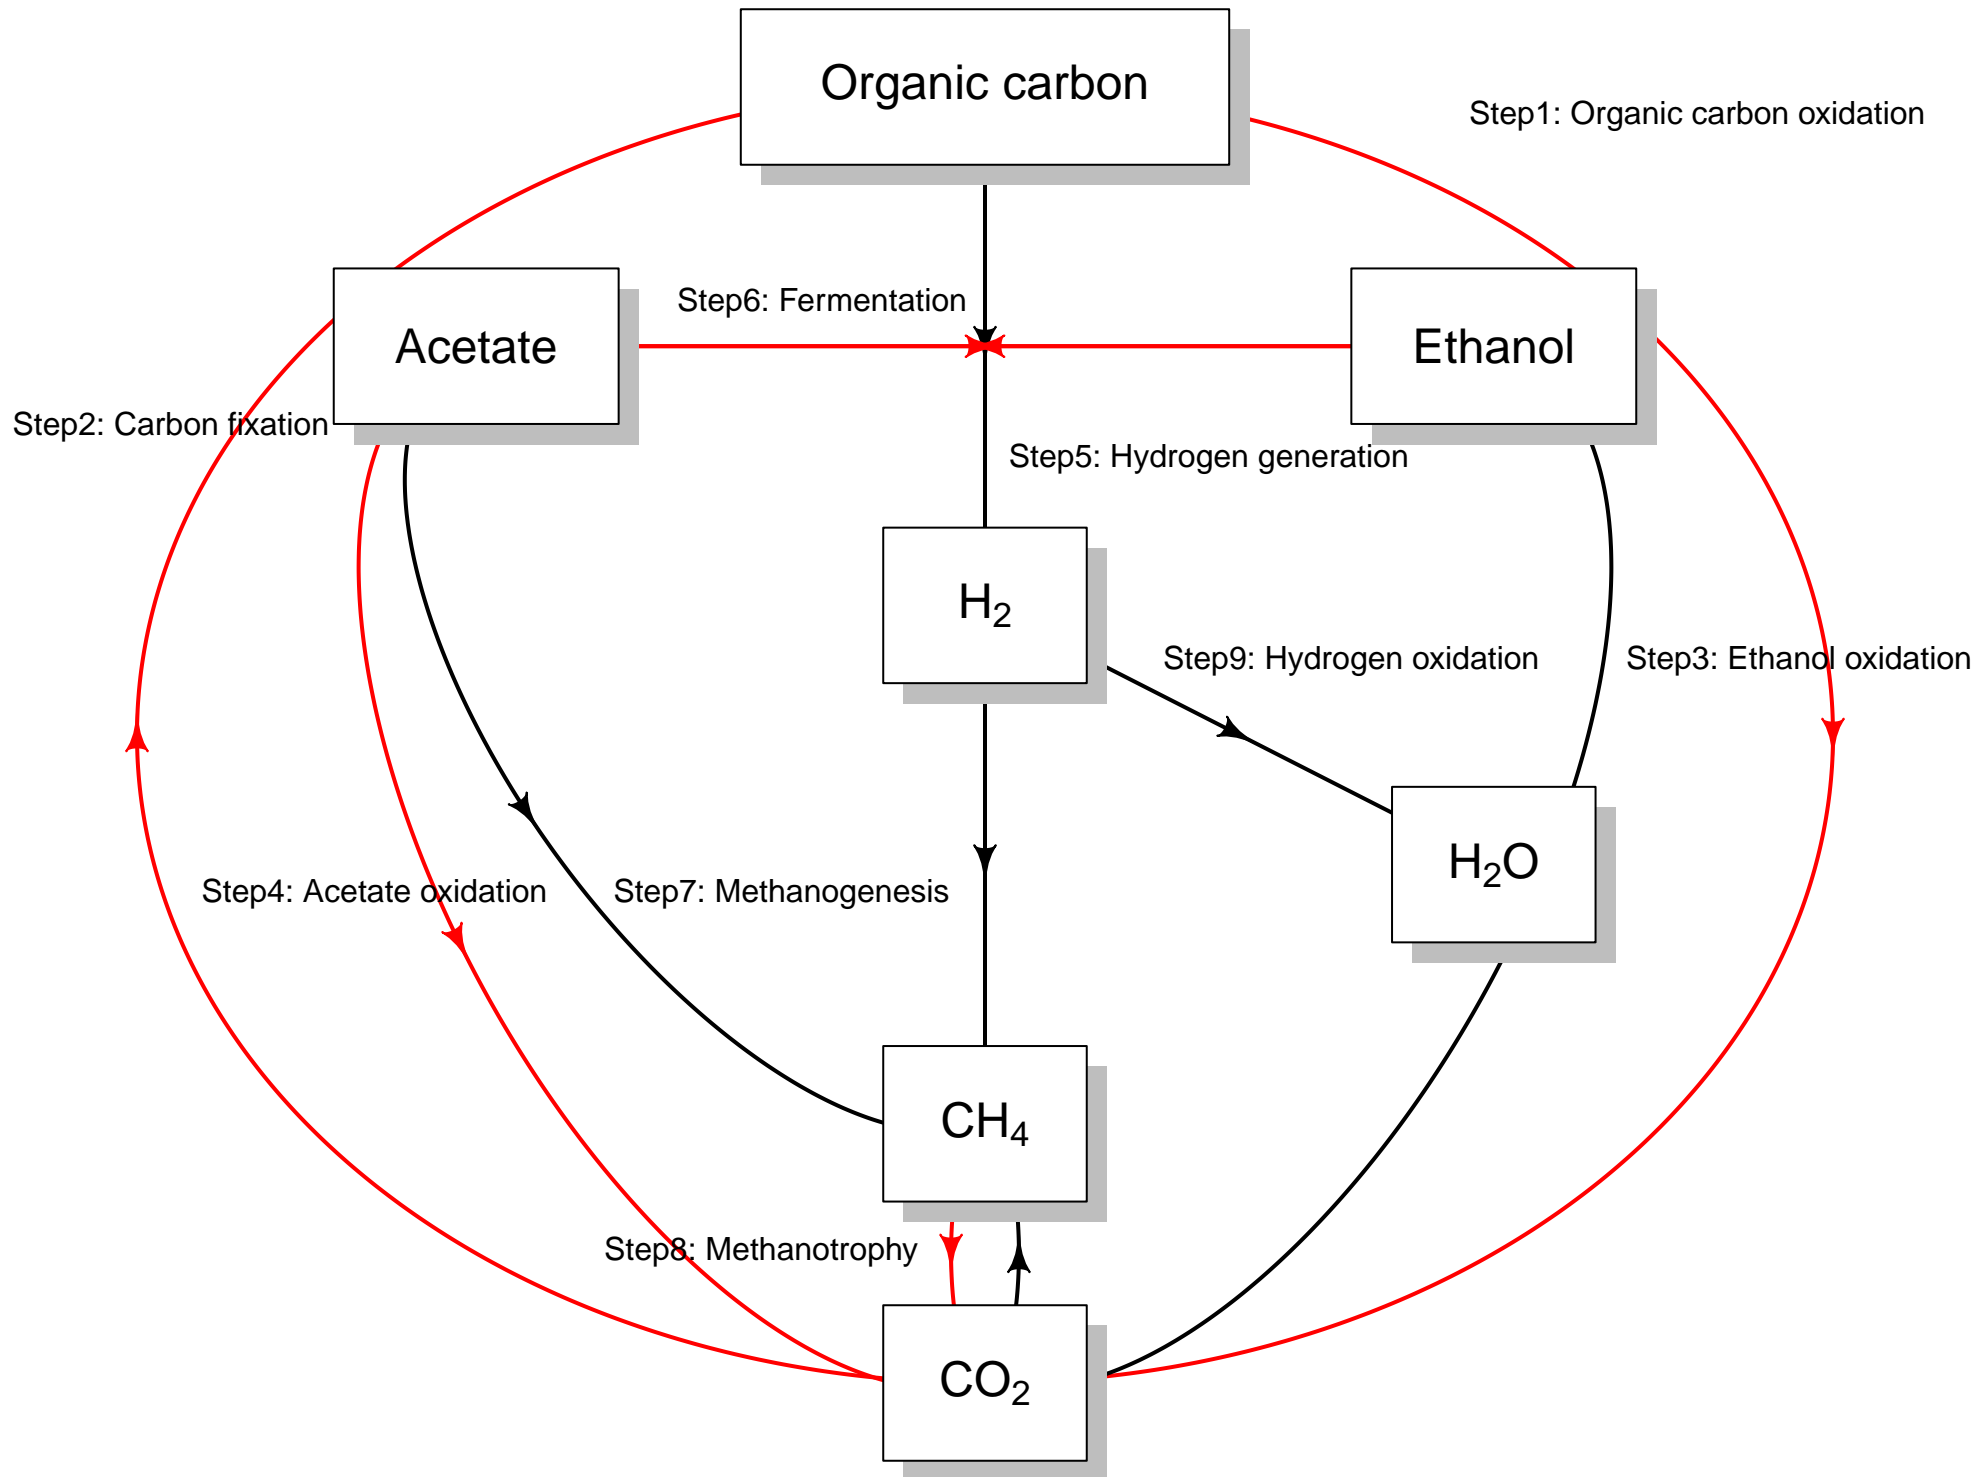 Organic carbon
Step1: Organic carbon oxidation
Step6: Fermentation
Acetate
Ethanol
Step2: Carbon fixation
Step5: Hydrogen generation
H₂
Step9: Hydrogen oxidation
Step3: Ethanol oxidation
H₂O
Step4: Acetate oxidation
Step7: Methanogenesis
CH₄
Step8: Methanotrophy
CO₂